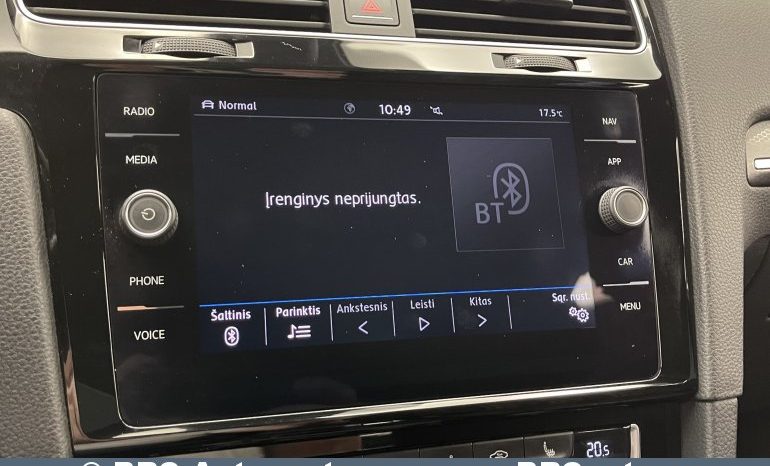 RADIO
MEDIA
PHONE
VOICE
Normal 10:49 17.5°C
Įrenginys neprijungtas.
BT
Šaltinis Parinktis Ankstesnis Leisti Kitas Sąr. nust.
NAV
APP
CAR
MENU
20.5